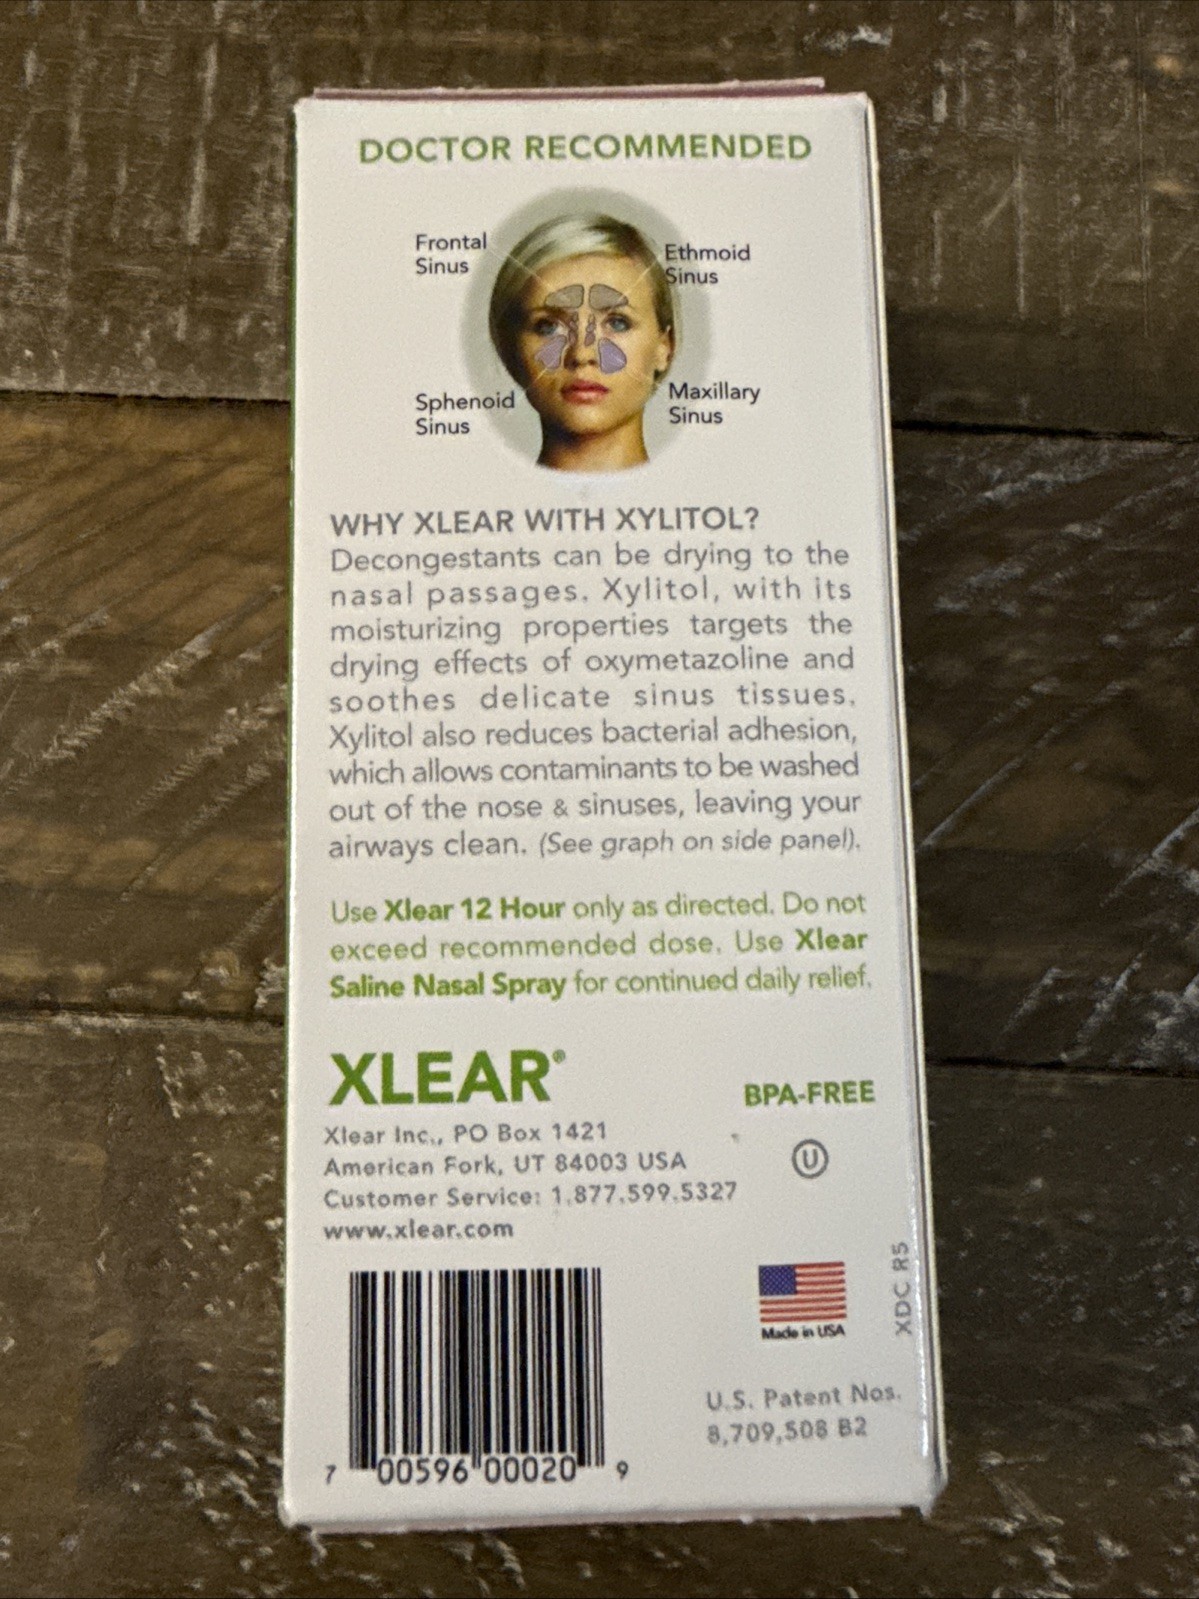 DOCTOR RECOMMENDED
Frontal
Sinus
Ethmoid
Sinus
Sphenoid
Sinus
Maxillary
Sinus
WHY XLEAR WITH XYLITOL?
Decongestants can be drying to the
nasal passages. Xylitol, with its
moisturizing properties targets the
drying effects of oxymetazoline and
soothes delicate sinus tissues.
Xylitol also reduces bacterial adhesion,
which allows contaminants to be washed
out of the nose & sinuses, leaving your
airways clean. (See graph on side panel).
Use Xlear 12 Hour only as directed. Do not
exceed recommended dose. Use Xlear
Saline Nasal Spray for continued daily relief.
XLEAR®
BPA-FREE
Xlear Inc., PO Box 1421
American Fork, UT 84003 USA
Customer Service: 1.877.599.5327
www.xlear.com
U
Made in USA
XDC R5
U.S. Patent Nos.
8,709,508 B2
7 00596 00020 9